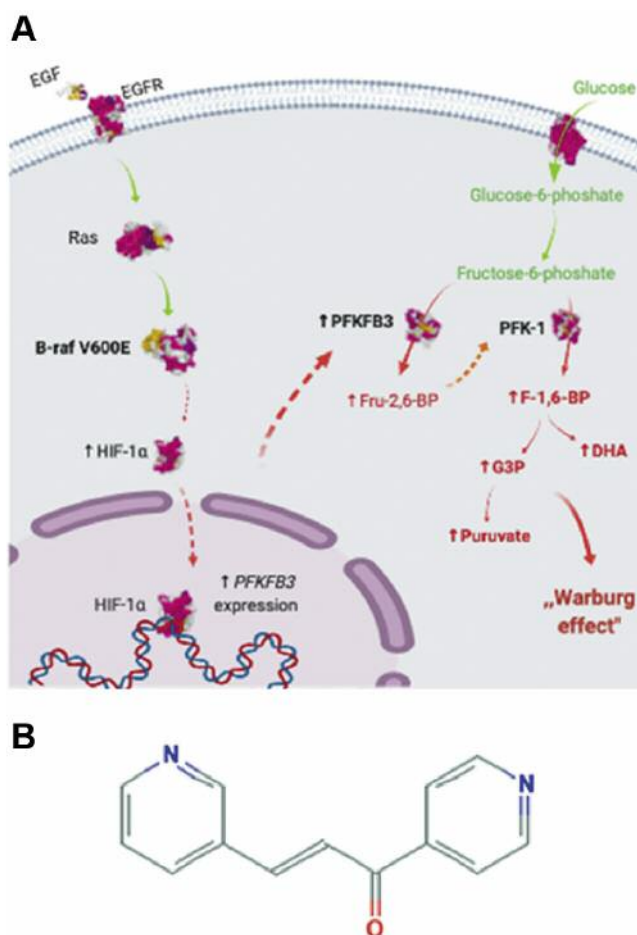 A
EGF
EGFR
Glucose
Glucose-6-phoshate
Ras
Fructose-6-phoshate
↑PFKFB3
PFK-1
B-raf V600E
↑Fru-2,6-BP
↑F-1,6-BP
↑HIF-1α
↑G3P
↑DHA
↑Puruvate
HIF-1α
↑ PFKFB3
expression
„Warburg
effect"
B
N
N
O